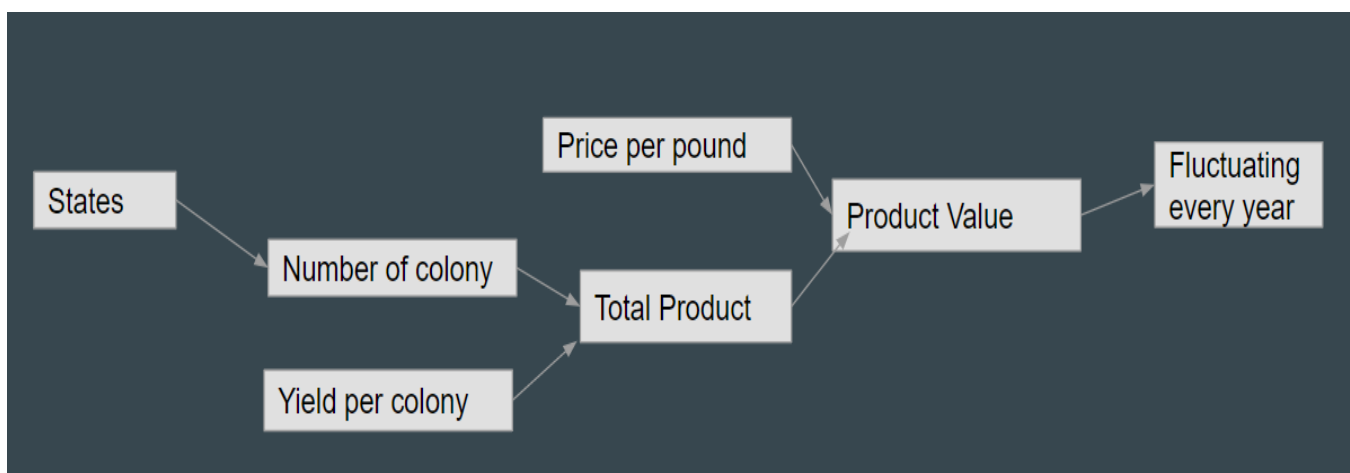 States
Number of colony
Yield per colony
Price per pound
Total Product
Product Value
Fluctuating
every year